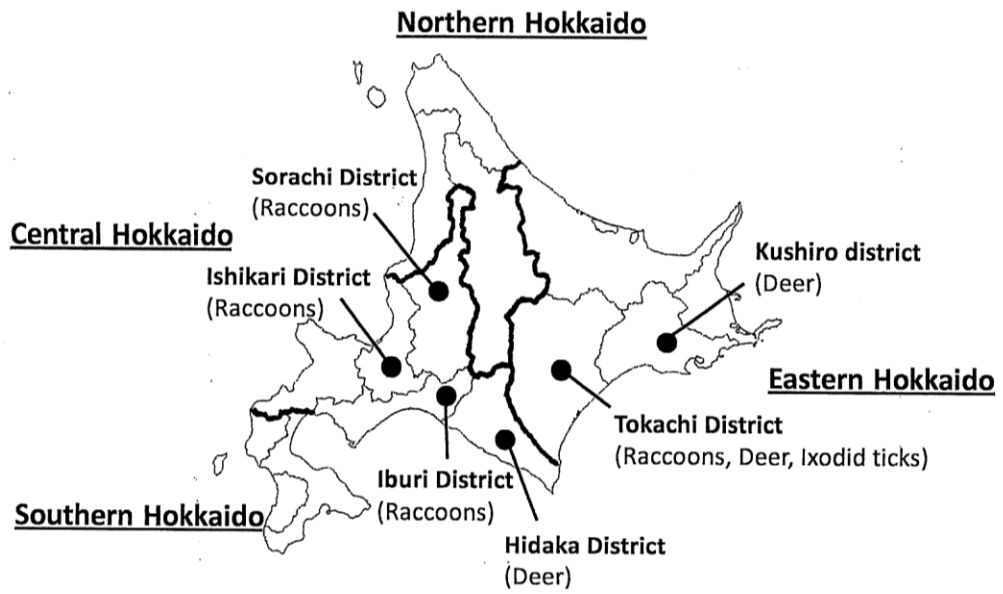 Northern Hokkaido
Sorachi District
(Raccoons)
Central Hokkaido
Ishikari District
(Raccoons)
Kushiro district
(Deer)
Eastern Hokkaido
Tokachi District
(Raccoons, Deer, Ixodid ticks)
Iburi District
(Raccoons)
Southern Hokkaido
Hidaka District
(Deer)